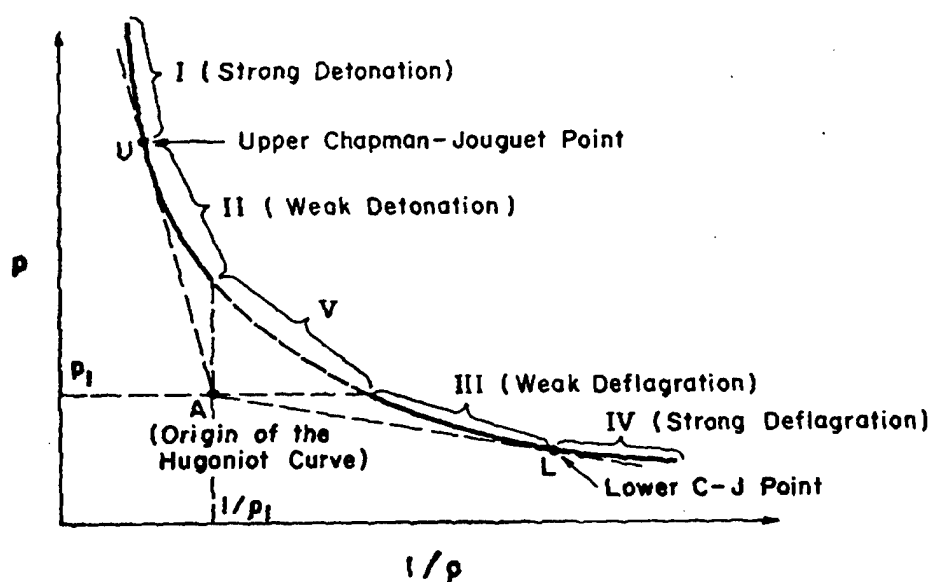 I (Strong Detonation)
U
Upper Chapman-Jouguet Point
II (Weak Detonation)
p
V
p₁
III (Weak Deflagration)
A
IV (Strong Deflagration)
(Origin of the
Hugoniot Curve)
L
Lower C-J Point
1/ρ₁
1/ρ